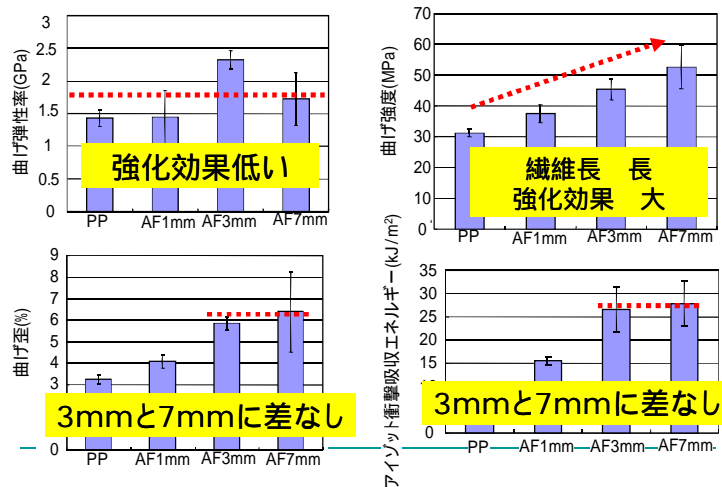 曲げ弾性率(GPa)
3
2.5
2
1.5
1
0.5
0
強化効果低い
PP AF1mm AF3mm AF7mm
曲げ強度(MPa)
70
60
50
40
30
20
10
0
繊維長 長
強化効果 大
PP AF1mm AF3mm AF7mm
曲げ歪(%)
9
8
7
6
5
4
3
0
3mmと7mmに差なし
PP AF1mm AF3mm AF7mm
アイゾット衝撃吸収エネルギー(kJ/m²)
35
30
25
20
15
0
3mmと7mmに差なし
PP AF1mm AF3mm AF7mm